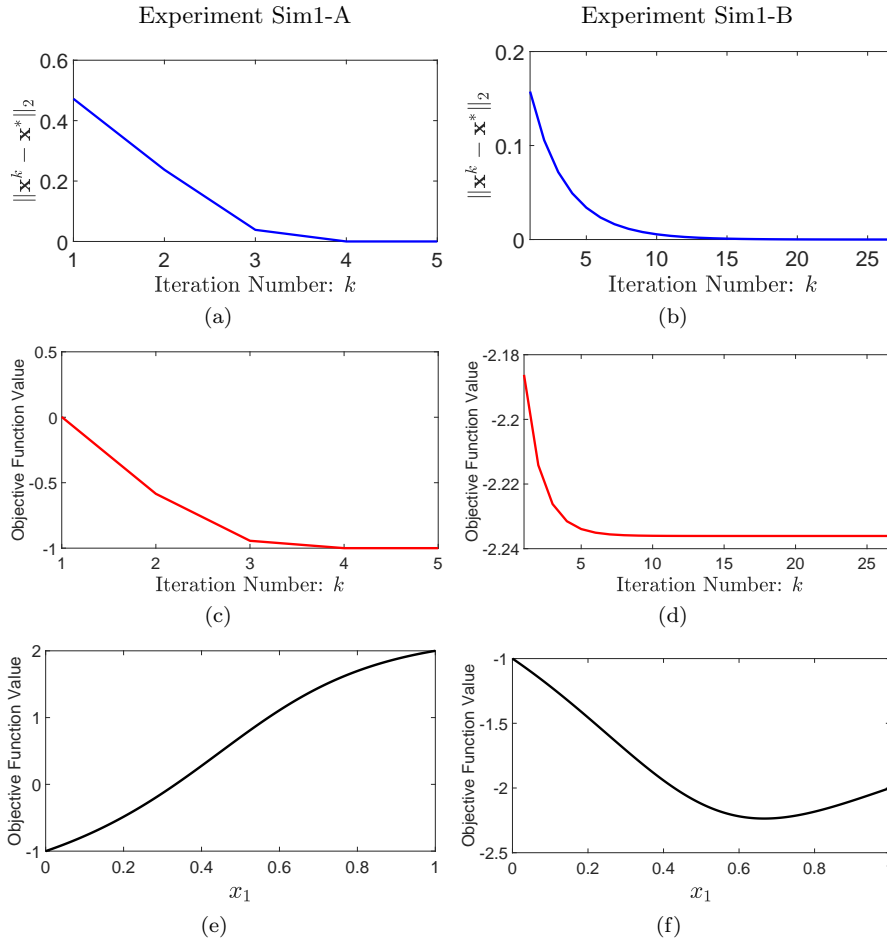 Experiment Sim1-A
Experiment Sim1-B
0.6
0.4
0.2
0
‖x^k − x^*‖_2
1 2 3 4 5
Iteration Number: k
(a)
0.2
0.1
0
‖x^k − x^*‖_2
5 10 15 20 25
Iteration Number: k
(b)
0.5
0
-0.5
-1
Objective Function Value
1 2 3 4 5
Iteration Number: k
(c)
-2.18
-2.2
-2.22
-2.24
Objective Function Value
5 10 15 20 25
Iteration Number: k
(d)
2
1
0
-1
Objective Function Value
0 0.2 0.4 0.6 0.8 1
x_1
(e)
-1
-1.5
-2
-2.5
Objective Function Value
0 0.2 0.4 0.6 0.8 1
x_1
(f)